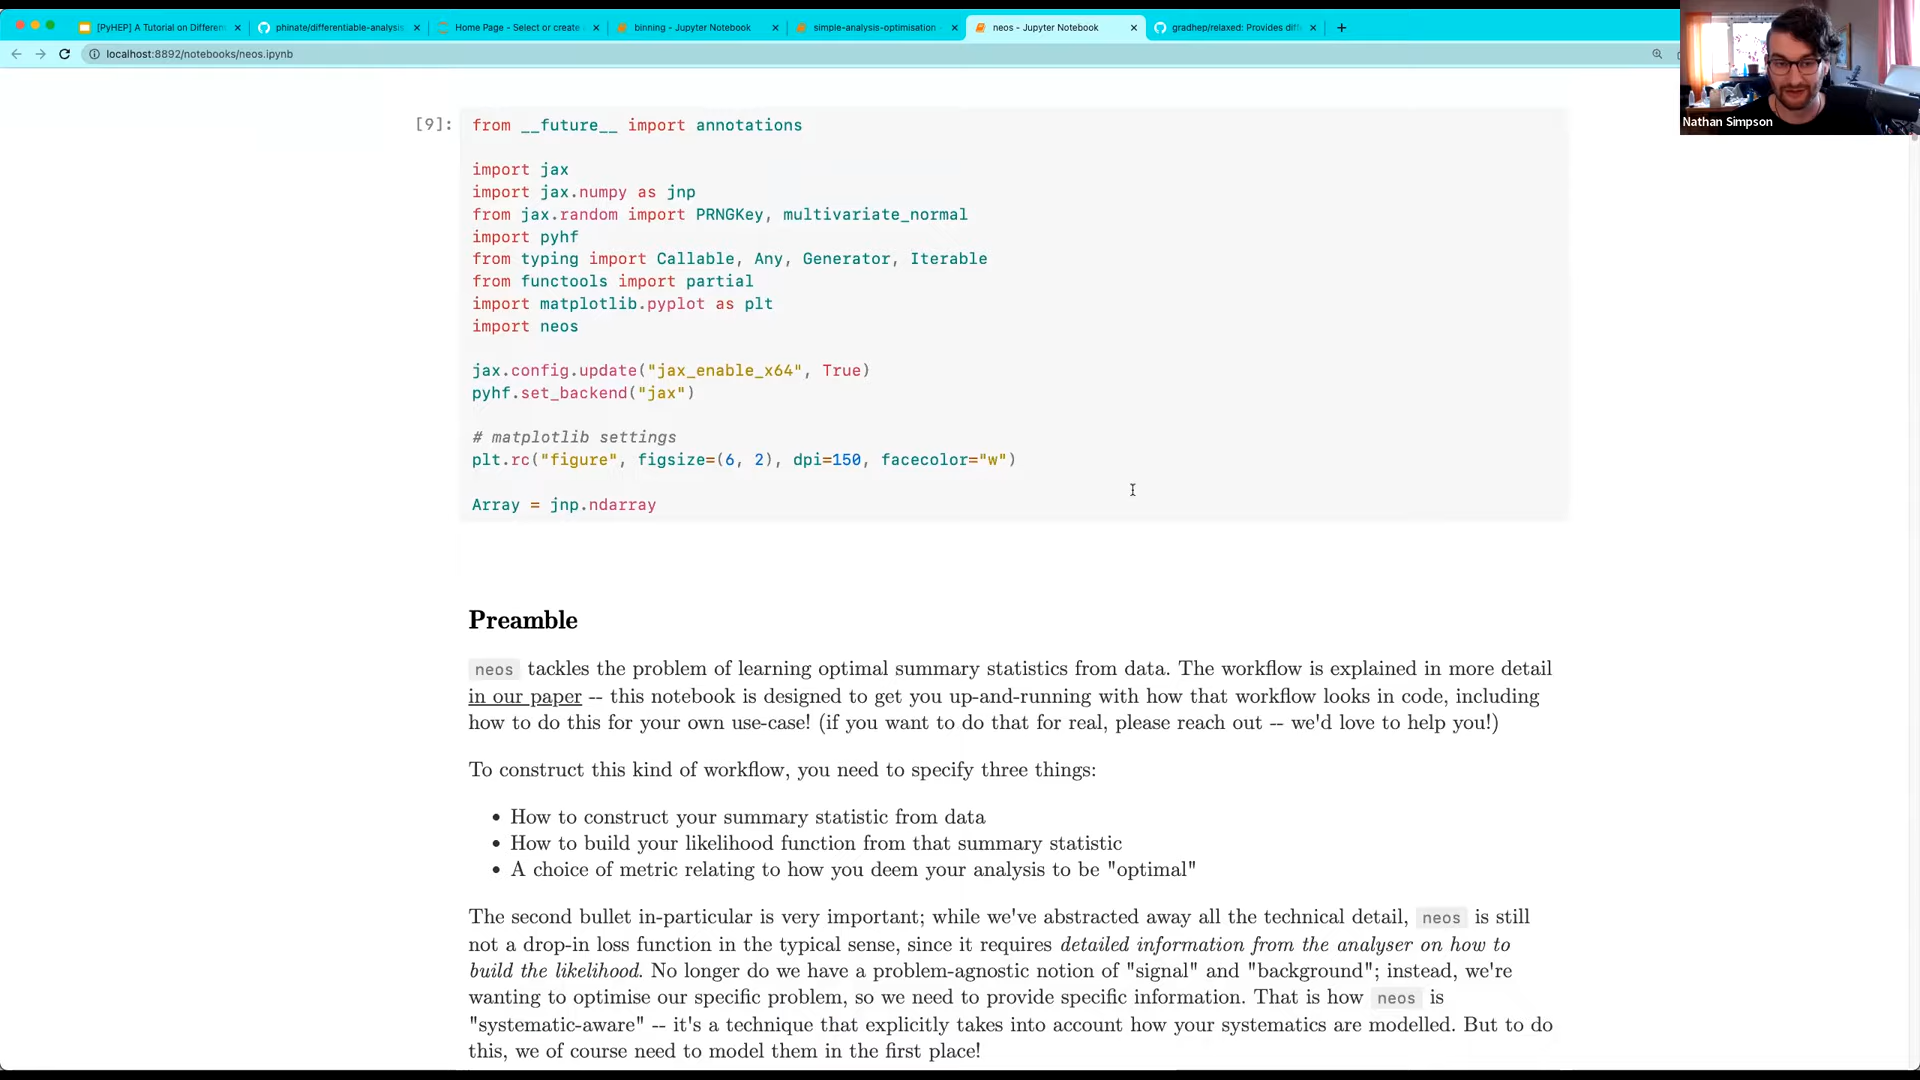 [PyHEP] A Tutorial on Different
phinate/differentiable-analysis
Home Page - Select or create
binning - Jupyter Notebook
simple-analysis-optimisation -
neos - Jupyter Notebook
gradhep/relaxed: Provides diff
localhost:8892/notebooks/neos.ipynb
Nathan Simpson
[9]:
from __future__ import annotations
import jax
import jax.numpy as jnp
from jax.random import PRNGKey, multivariate_normal
import pyhf
from typing import Callable, Any, Generator, Iterable
from functools import partial
import matplotlib.pyplot as plt
import neos
jax.config.update("jax_enable_x64", True)
pyhf.set_backend("jax")
# matplotlib settings
plt.rc("figure", figsize=(6, 2), dpi=150, facecolor="w")
Array = jnp.ndarray
Preamble
neos tackles the problem of learning optimal summary statistics from data. The workflow is explained in more detail
in our paper -- this notebook is designed to get you up-and-running with how that workflow looks in code, including
how to do this for your own use-case! (if you want to do that for real, please reach out -- we'd love to help you!)
To construct this kind of workflow, you need to specify three things:
• How to construct your summary statistic from data
• How to build your likelihood function from that summary statistic
• A choice of metric relating to how you deem your analysis to be "optimal"
The second bullet in-particular is very important; while we've abstracted away all the technical detail, neos is still
not a drop-in loss function in the typical sense, since it requires detailed information from the analyser on how to
build the likelihood. No longer do we have a problem-agnostic notion of "signal" and "background"; instead, we're
wanting to optimise our specific problem, so we need to provide specific information. That is how neos is
"systematic-aware" -- it's a technique that explicitly takes into account how your systematics are modelled. But to do
this, we of course need to model them in the first place!